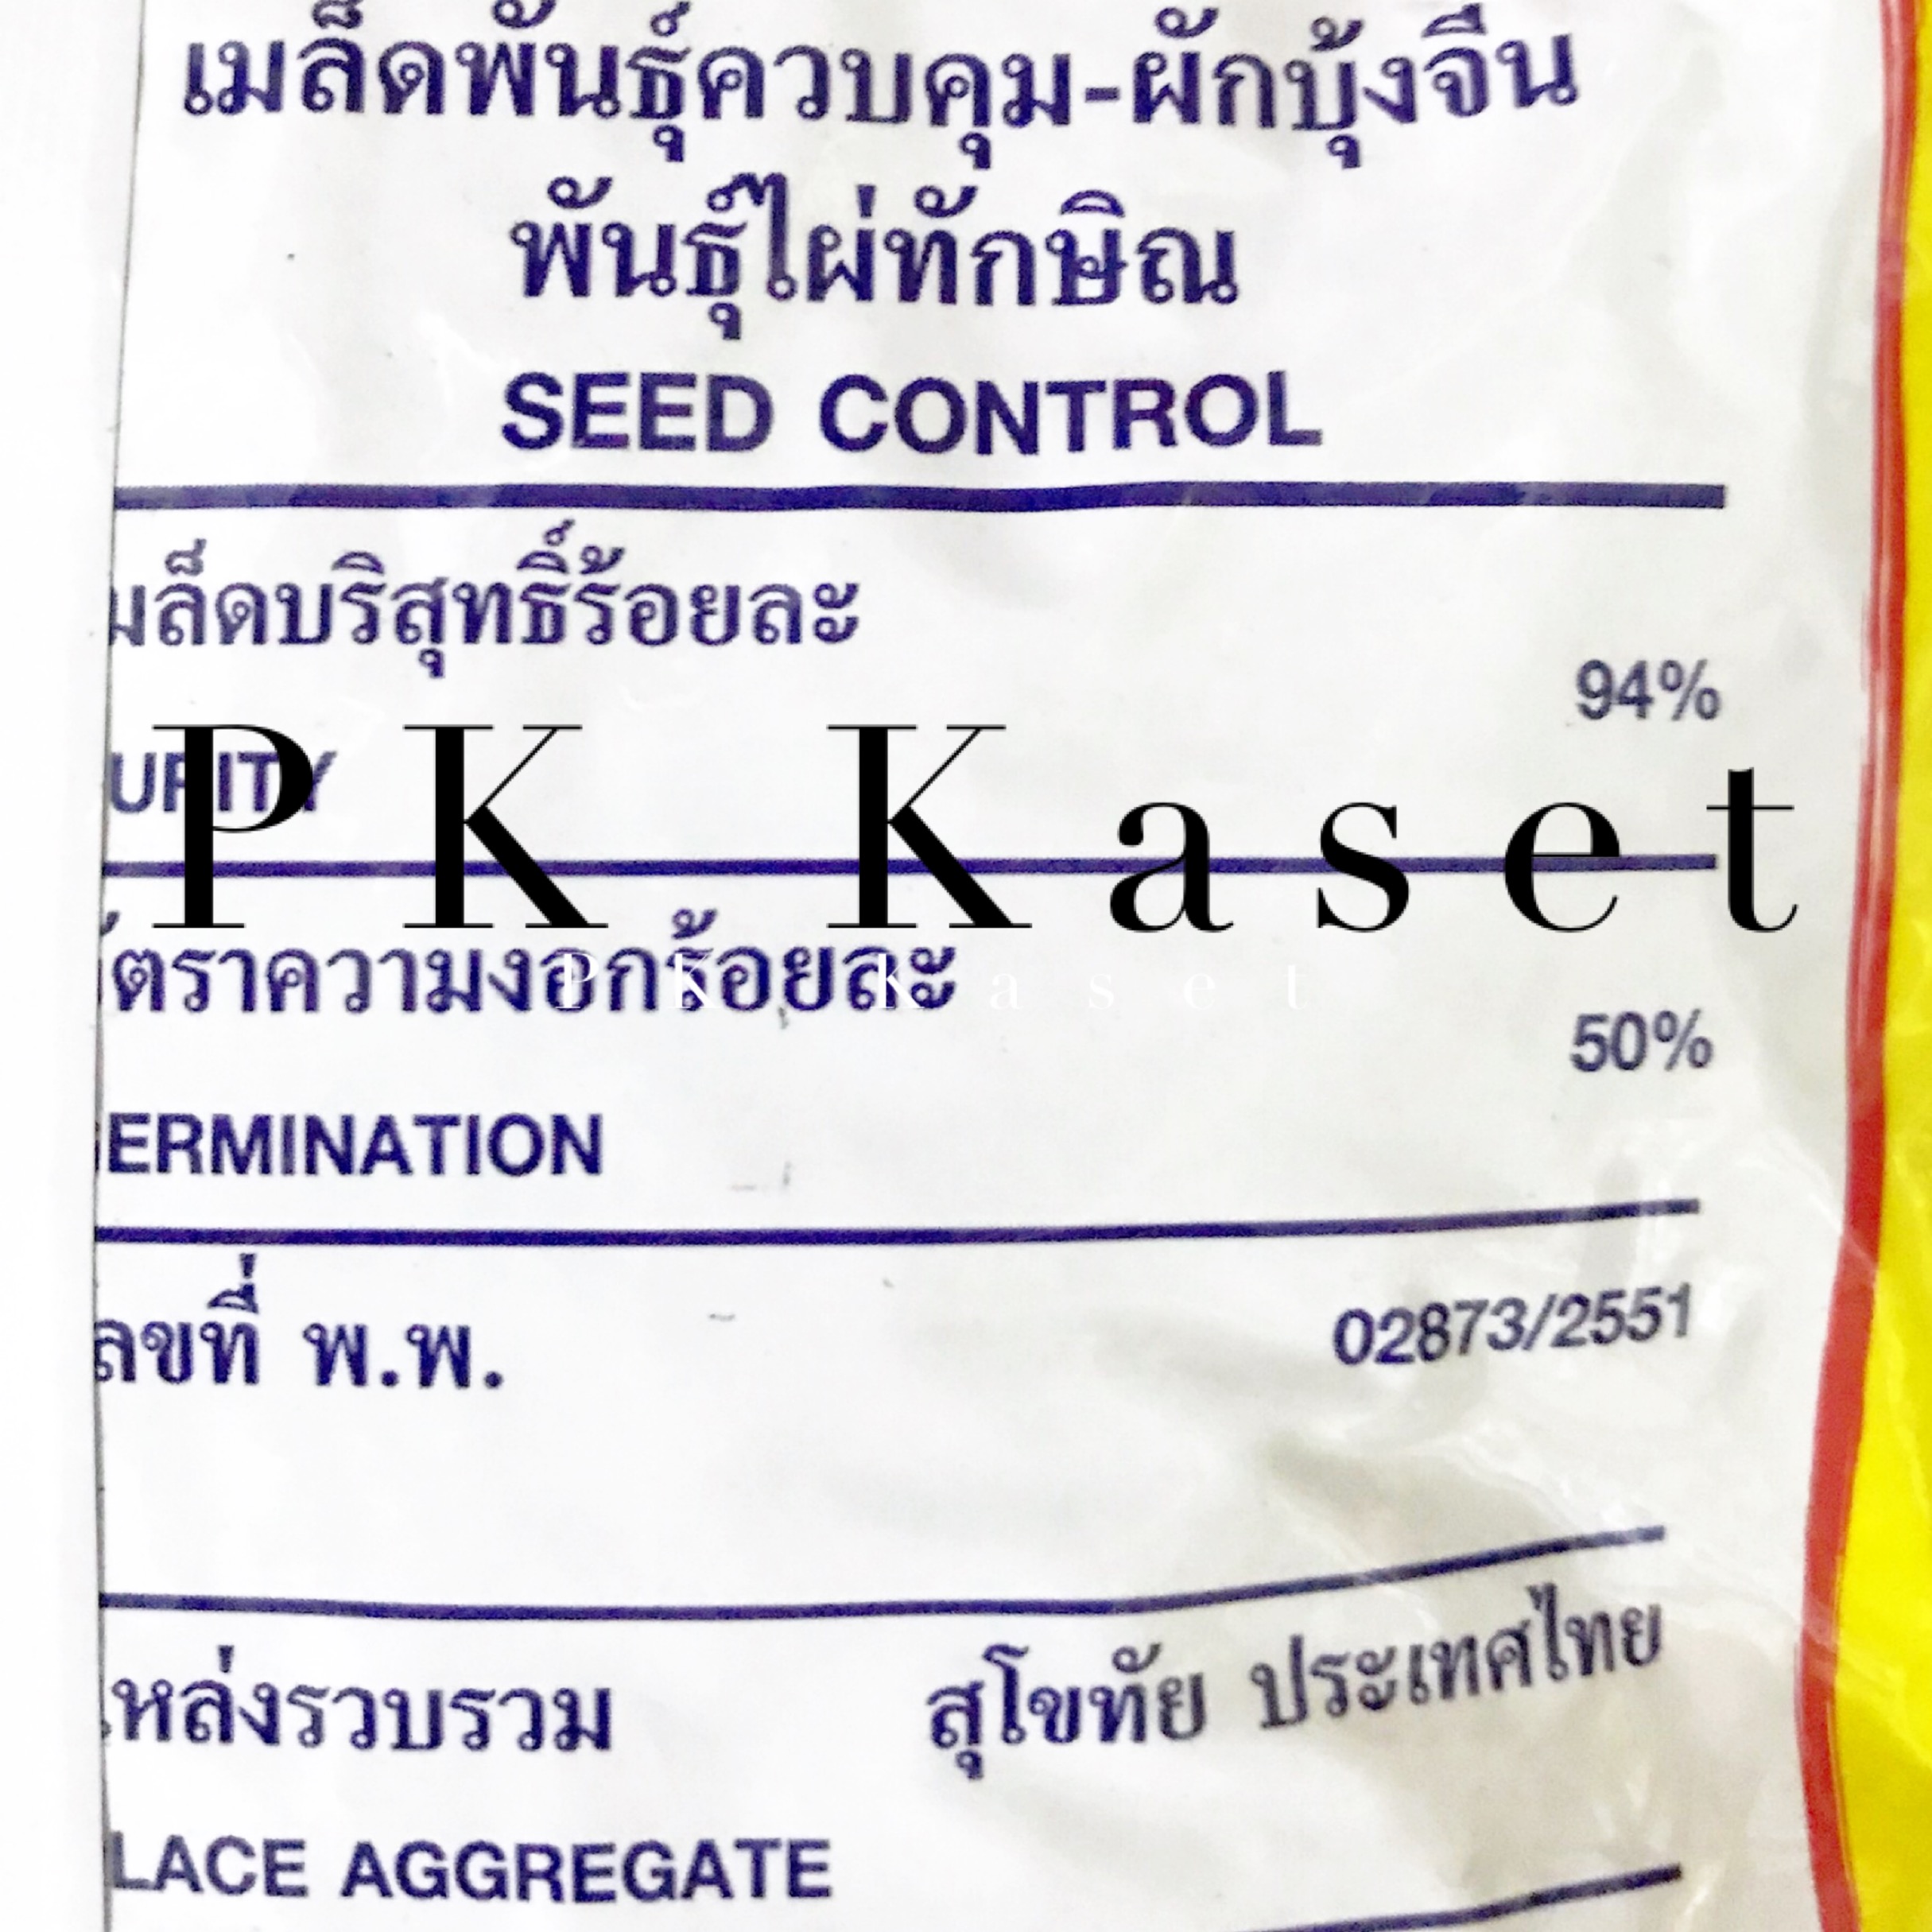 เมล็ดพันธุ์ควบคุม-ผักบุ้งจีน
พันธุ์ไผ่ทักษิณ
SEED CONTROL
มล็ดบริสุทธิ์ร้อยละ
94%
URITY
PK Kaset
ัตราความงอกร้อยละ
PK Kaset
50%
ERMINATION
ลขที่ พ.พ.
02873/2551
หล่งรวบรวม สุโขทัย ประเทศไทย
LACE AGGREGATE